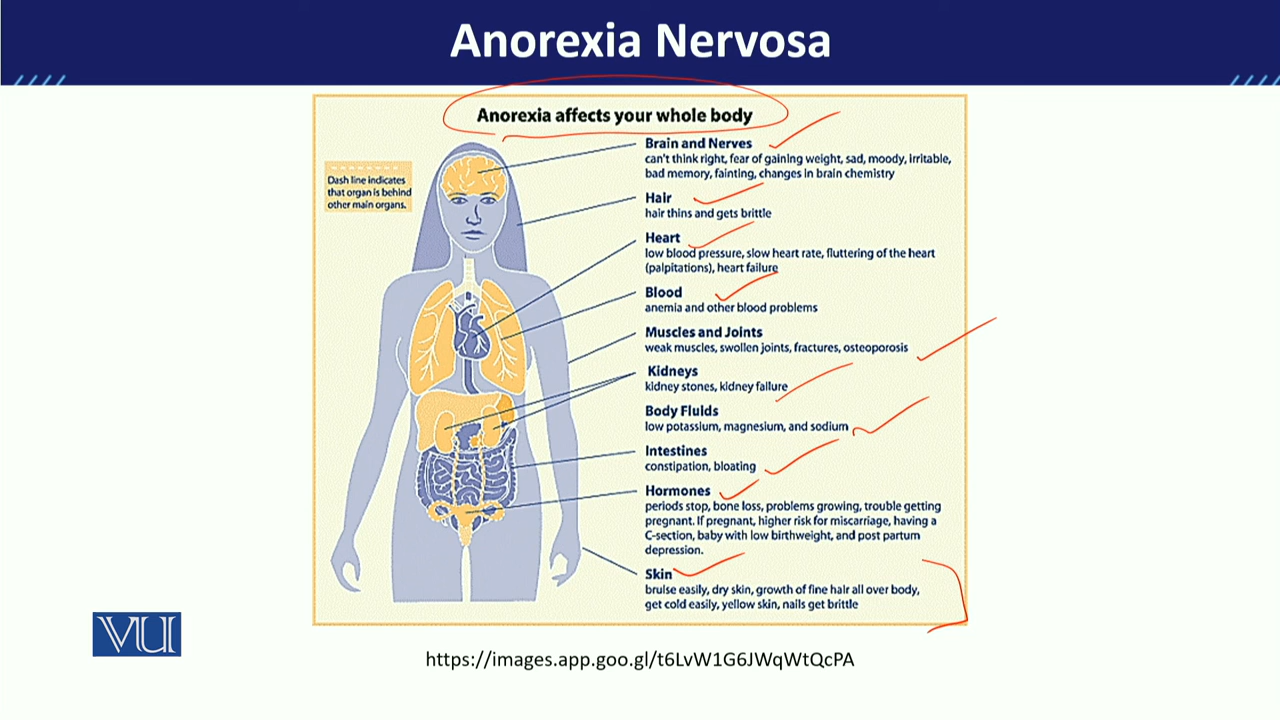 Anorexia Nervosa
Anorexia affects your whole body
Dash line indicates
that organ is behind
other main organs.
Brain and Nerves
can't think right, fear of gaining weight, sad, moody, irritable,
bad memory, fainting, changes in brain chemistry
Hair
hair thins and gets brittle
Heart
low blood pressure, slow heart rate, fluttering of the heart
(palpitations), heart failure
Blood
anemia and other blood problems
Muscles and Joints
weak muscles, swollen joints, fractures, osteoporosis
Kidneys
kidney stones, kidney failure
Body Fluids
low potassium, magnesium, and sodium
Intestines
constipation, bloating
Hormones
periods stop, bone loss, problems growing, trouble getting
pregnant. If pregnant, higher risk for miscarriage, having a
C-section, baby with low birthweight, and post partum
depression.
Skin
bruise easily, dry skin, growth of fine hair all over body,
get cold easily, yellow skin, nails get brittle
VU
https://images.app.goo.gl/t6LvW1G6JWqWtQcPA